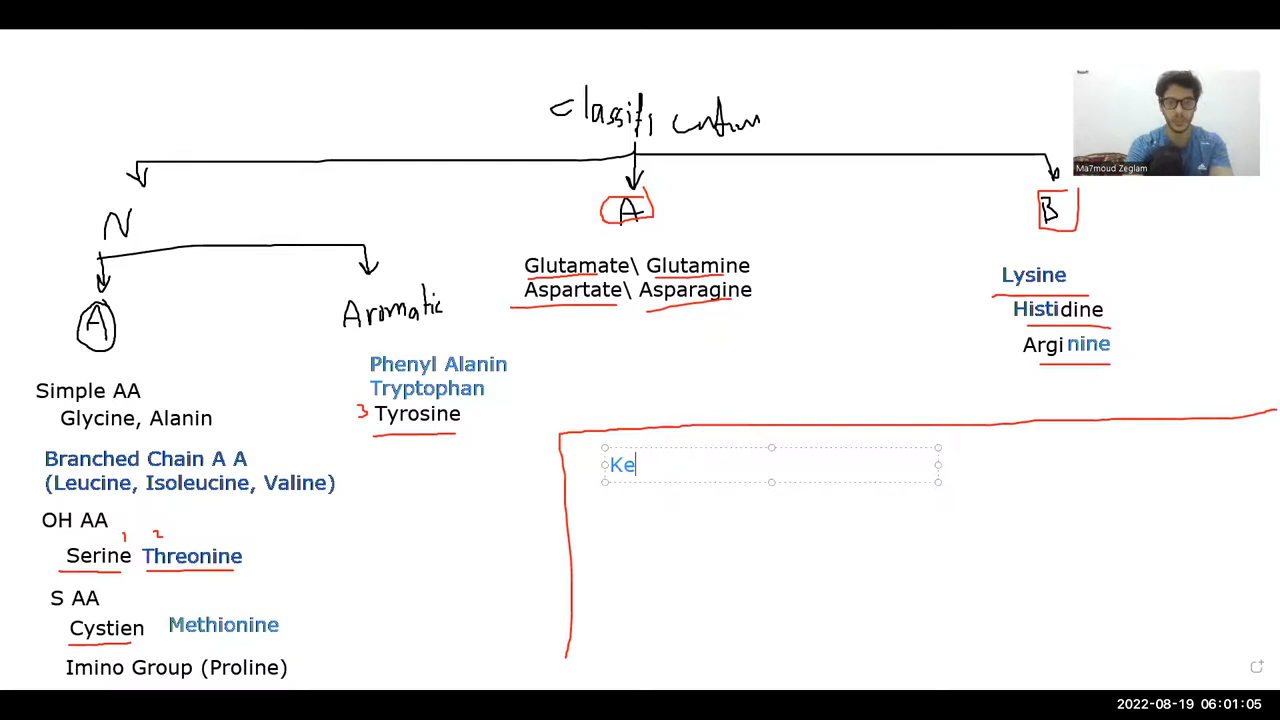 Classification
N
A
B
A
Aromatic
Glutamate\ Glutamine
Aspartate\ Asparagine
Lysine
Histidine
Arginine
Simple AA
Glycine, Alanin
Branched Chain A A
(Leucine, Isoleucine, Valine)
OH AA
1 2
Serine Threonine
S AA
Cystien Methionine
Imino Group (Proline)
Phenyl Alanin
Tryptophan
3 Tyrosine
Ke
Ma7moud Zeglam
2022-08-19 06:01:05